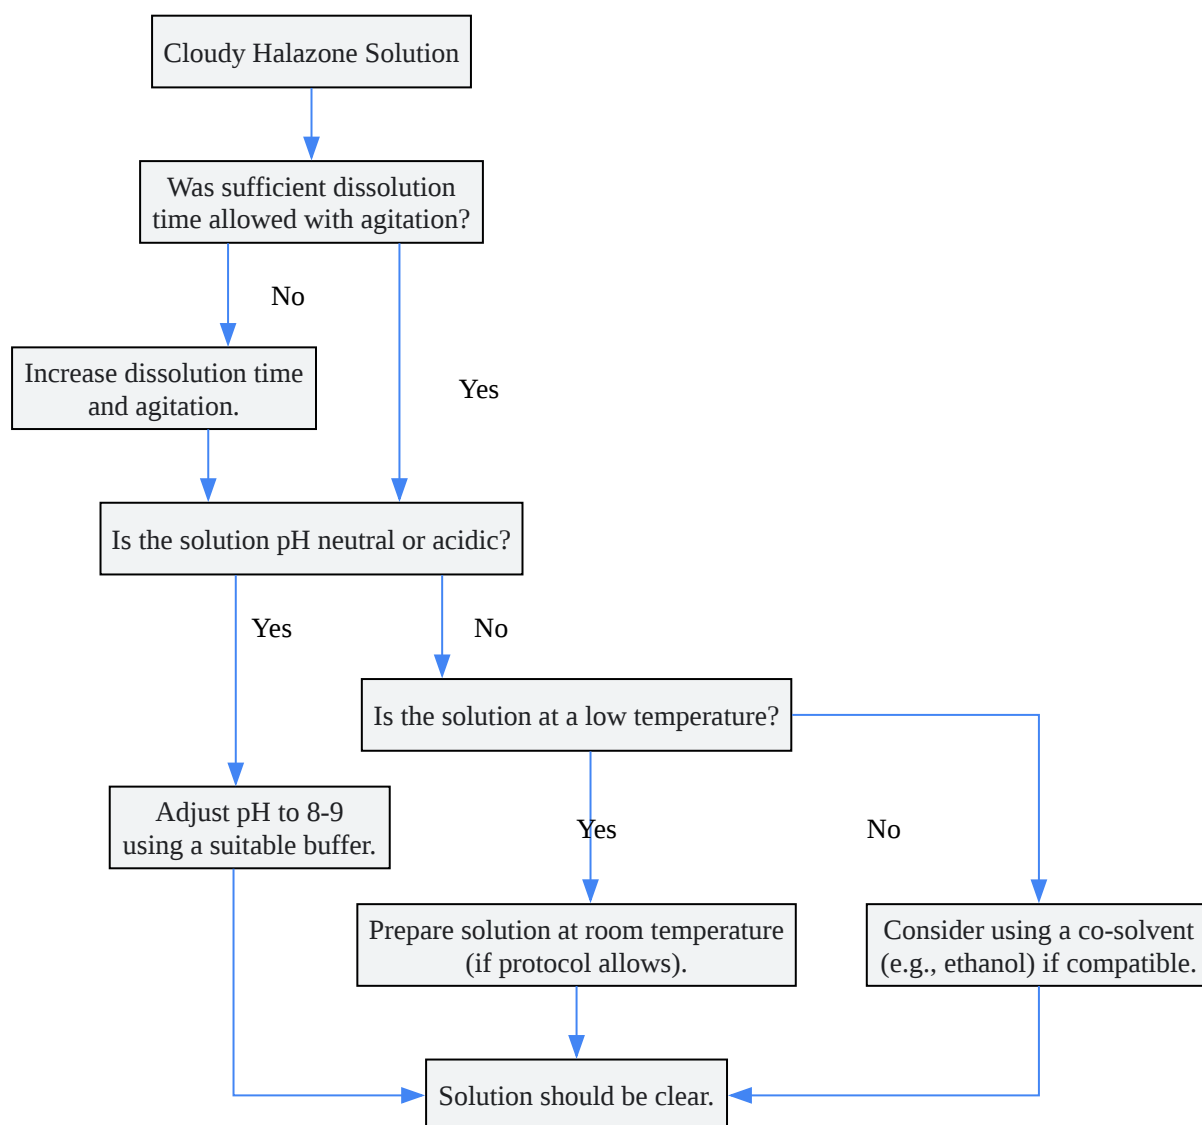 Cloudy Halazone Solution
Was sufficient dissolution
time allowed with agitation?
No
Increase dissolution time
and agitation.
Yes
Is the solution pH neutral or acidic?
Yes
No
Is the solution at a low temperature?
Adjust pH to 8-9
using a suitable buffer.
Yes
No
Prepare solution at room temperature
(if protocol allows).
Consider using a co-solvent
(e.g., ethanol) if compatible.
Solution should be clear.